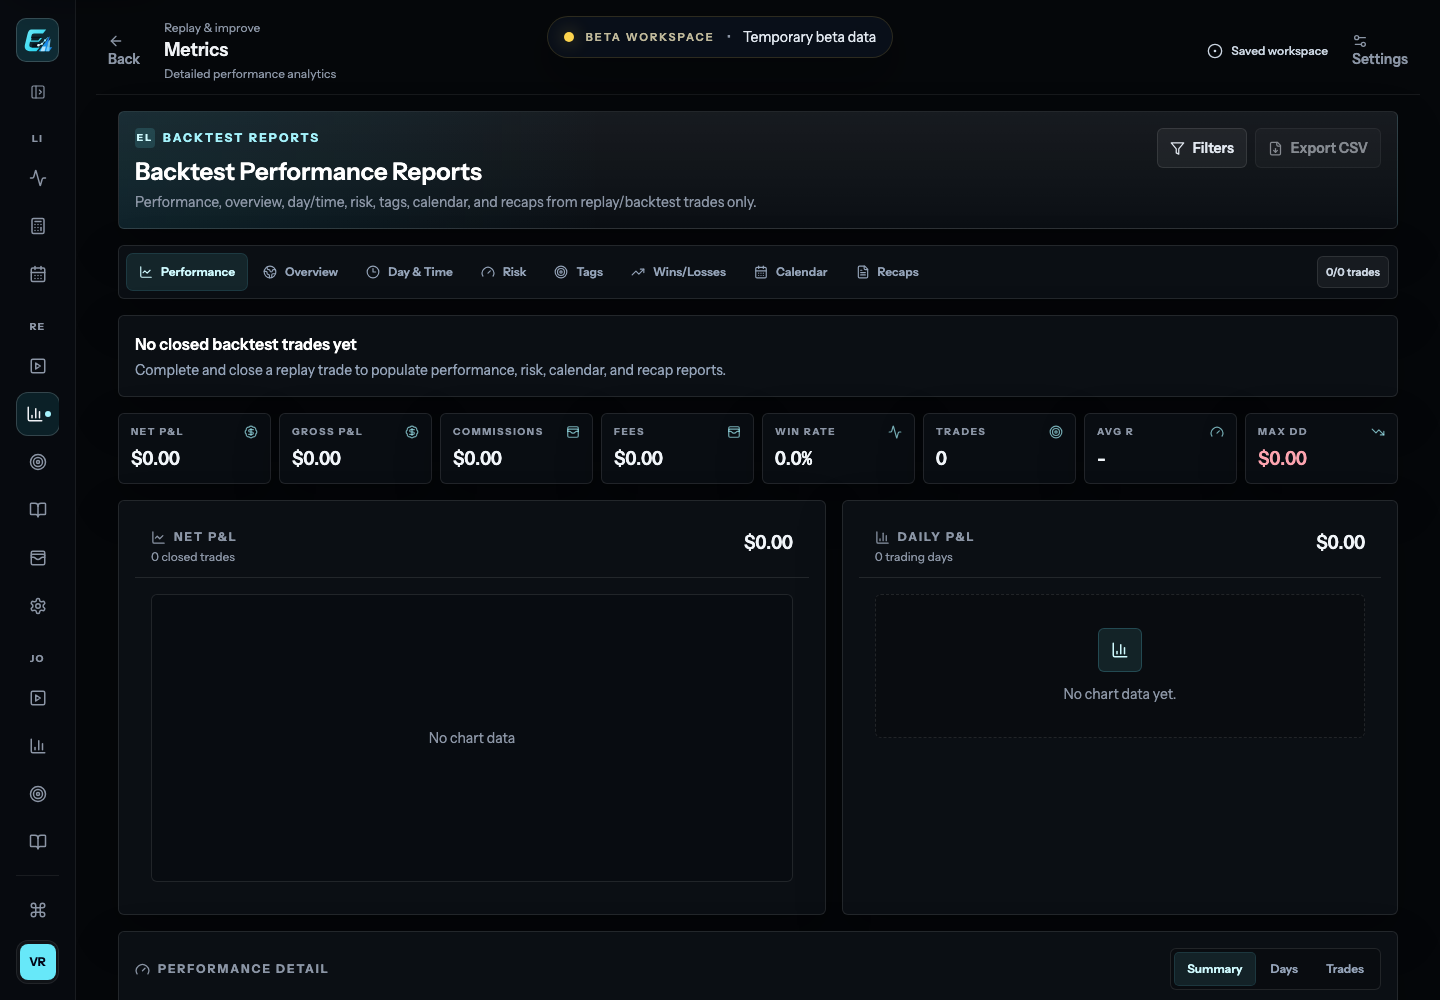 Back
Replay & improve
Metrics
Detailed performance analytics
BETA WORKSPACE • Temporary beta data
Saved workspace
Settings
LI
RE
JO
VR
EL BACKTEST REPORTS
Backtest Performance Reports
Performance, overview, day/time, risk, tags, calendar, and recaps from replay/backtest trades only.
Filters
Export CSV
Performance
Overview
Day & Time
Risk
Tags
Wins/Losses
Calendar
Recaps
0/0 trades
No closed backtest trades yet
Complete and close a replay trade to populate performance, risk, calendar, and recap reports.
NET P&L
$0.00
GROSS P&L
$0.00
COMMISSIONS
$0.00
FEES
$0.00
WIN RATE
0.0%
TRADES
0
AVG R
-
MAX DD
$0.00
NET P&L
0 closed trades
$0.00
No chart data
DAILY P&L
0 trading days
$0.00
No chart data yet.
PERFORMANCE DETAIL
Summary
Days
Trades